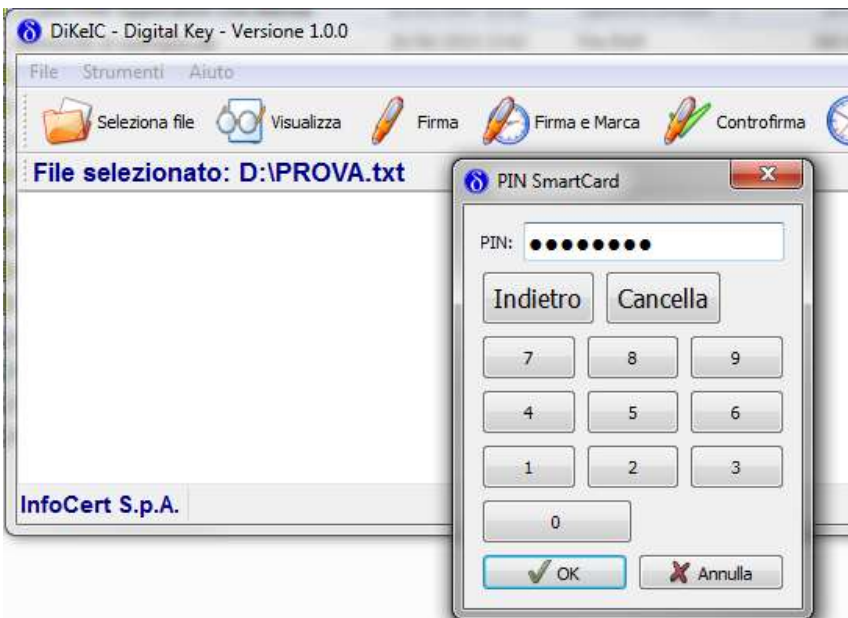 DiKeIC - Digital Key - Versione 1.0.0
File Strumenti Aiuto
Seleziona file Visualizza Firma Firma e Marca Controfirma
File selezionato: D:\PROVA.txt
PIN SmartCard
PIN: ●●●●●●●●
Indietro Cancella
7 8 9
4 5 6
1 2 3
0
OK Annulla
InfoCert S.p.A.